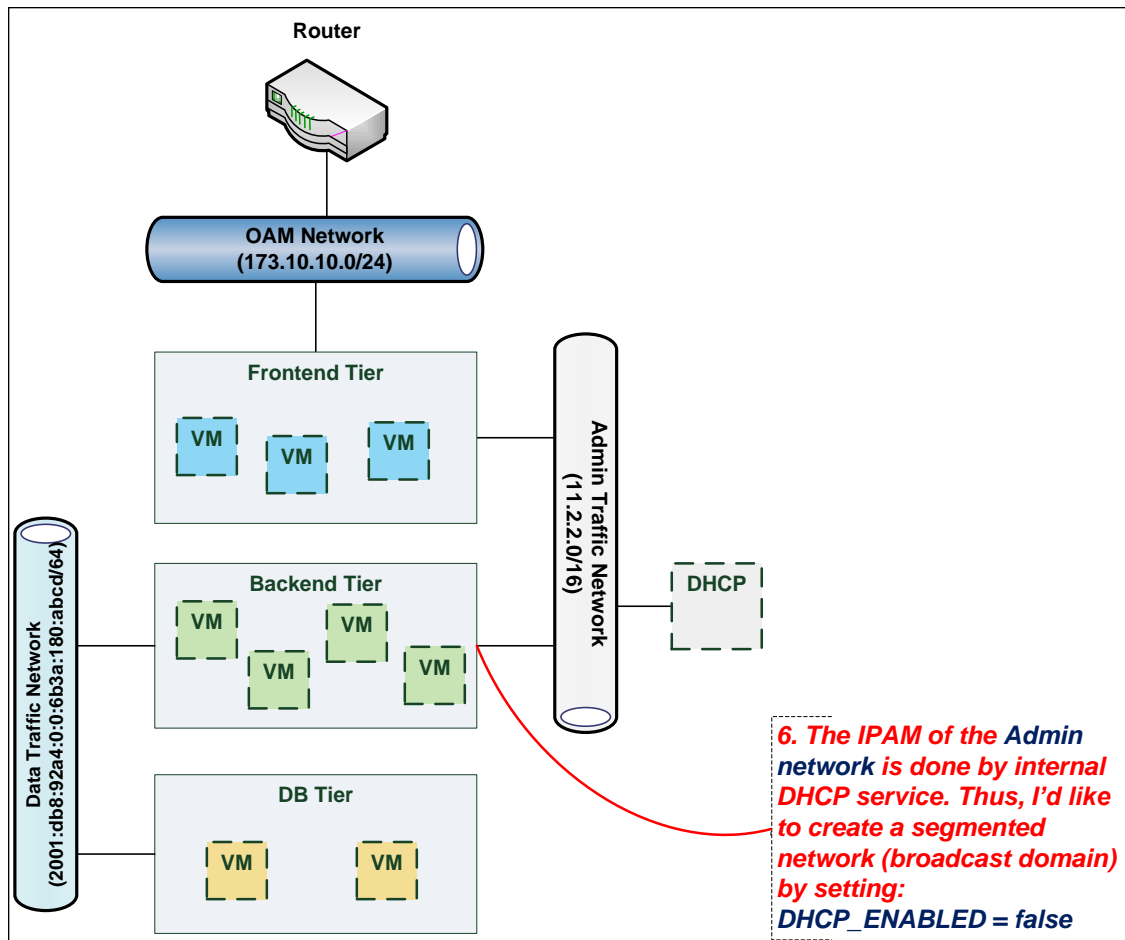 Router
OAM Network
(173.10.10.0/24)
Frontend Tier
VM
VM
VM
Admin Traffic Network
(11.2.2.0/16)
Data Traffic Network
(2001:db8:92a4:0:0:6b3a:180:abcd/64)
Backend Tier
VM
VM
VM
VM
DHCP
DB Tier
VM
VM
6. The IPAM of the Admin
network is done by internal
DHCP service. Thus, I’d like
to create a segmented
network (broadcast domain)
by setting:
DHCP_ENABLED = false